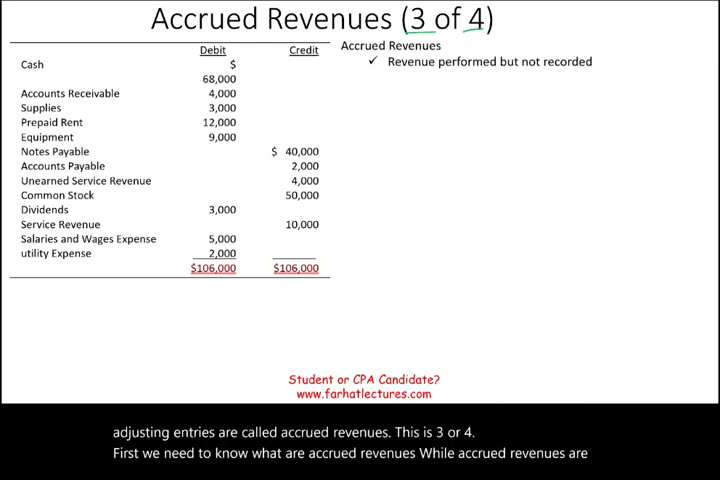 Accrued Revenues (3 of 4)
Debit Credit
Accrued Revenues
✓ Revenue performed but not recorded
Cash $
68,000
Accounts Receivable 4,000
Supplies 3,000
Prepaid Rent 12,000
Equipment 9,000
Notes Payable $ 40,000
Accounts Payable 2,000
Unearned Service Revenue 4,000
Common Stock 50,000
Dividends 3,000
Service Revenue 10,000
Salaries and Wages Expense 5,000
utility Expense 2,000
$106,000 $106,000
Student or CPA Candidate?
www.farhatlectures.com
adjusting entries are called accrued revenues. This is 3 or 4.
First we need to know what are accrued revenues While accrued revenues are